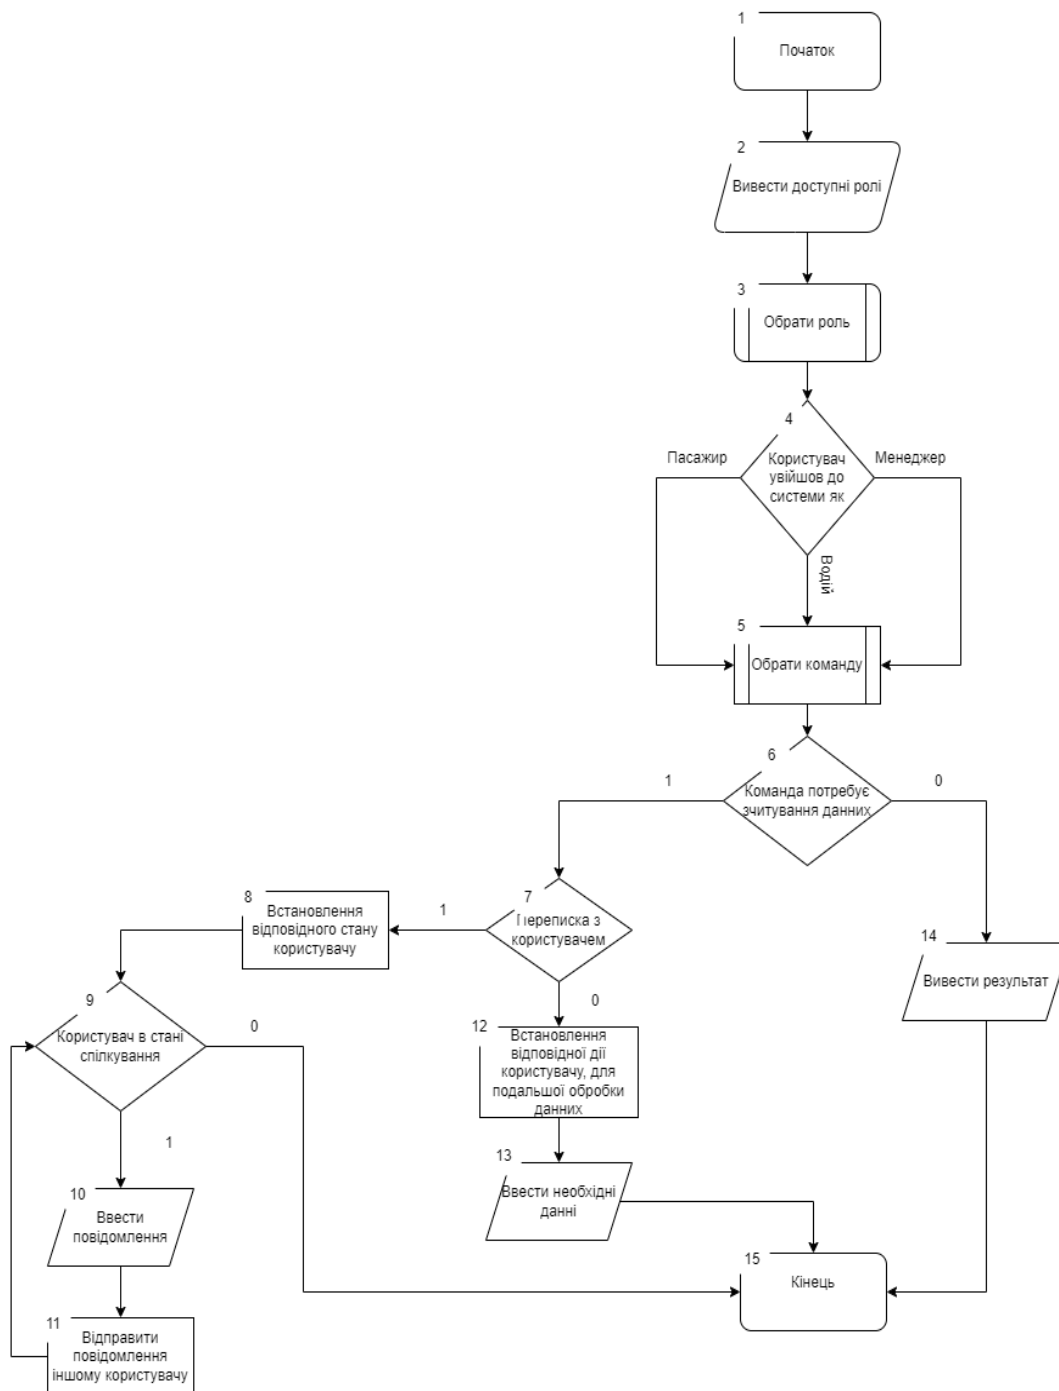 1
Початок
2
Вивести доступні ролі
3
Обрати роль
4
Користувач
увійшов до
системи як
Пасажир
Менеджер
Водій
5
Обрати команду
6
Команда потребує
зчитування данних
1
0
7
Переписка з
користувачем
1
0
8
Встановлення
відповідного стану
користувачу
9
Користувач в стані
спілкування
0
1
10
Ввести
повідомлення
11
Відправити
повідомлення
іншому користувачу
12
Встановлення
відповідної дії
користувачу, для
подальшої обробки
данних
13
Ввести необхідні
данні
14
Вивести результат
15
Кінець